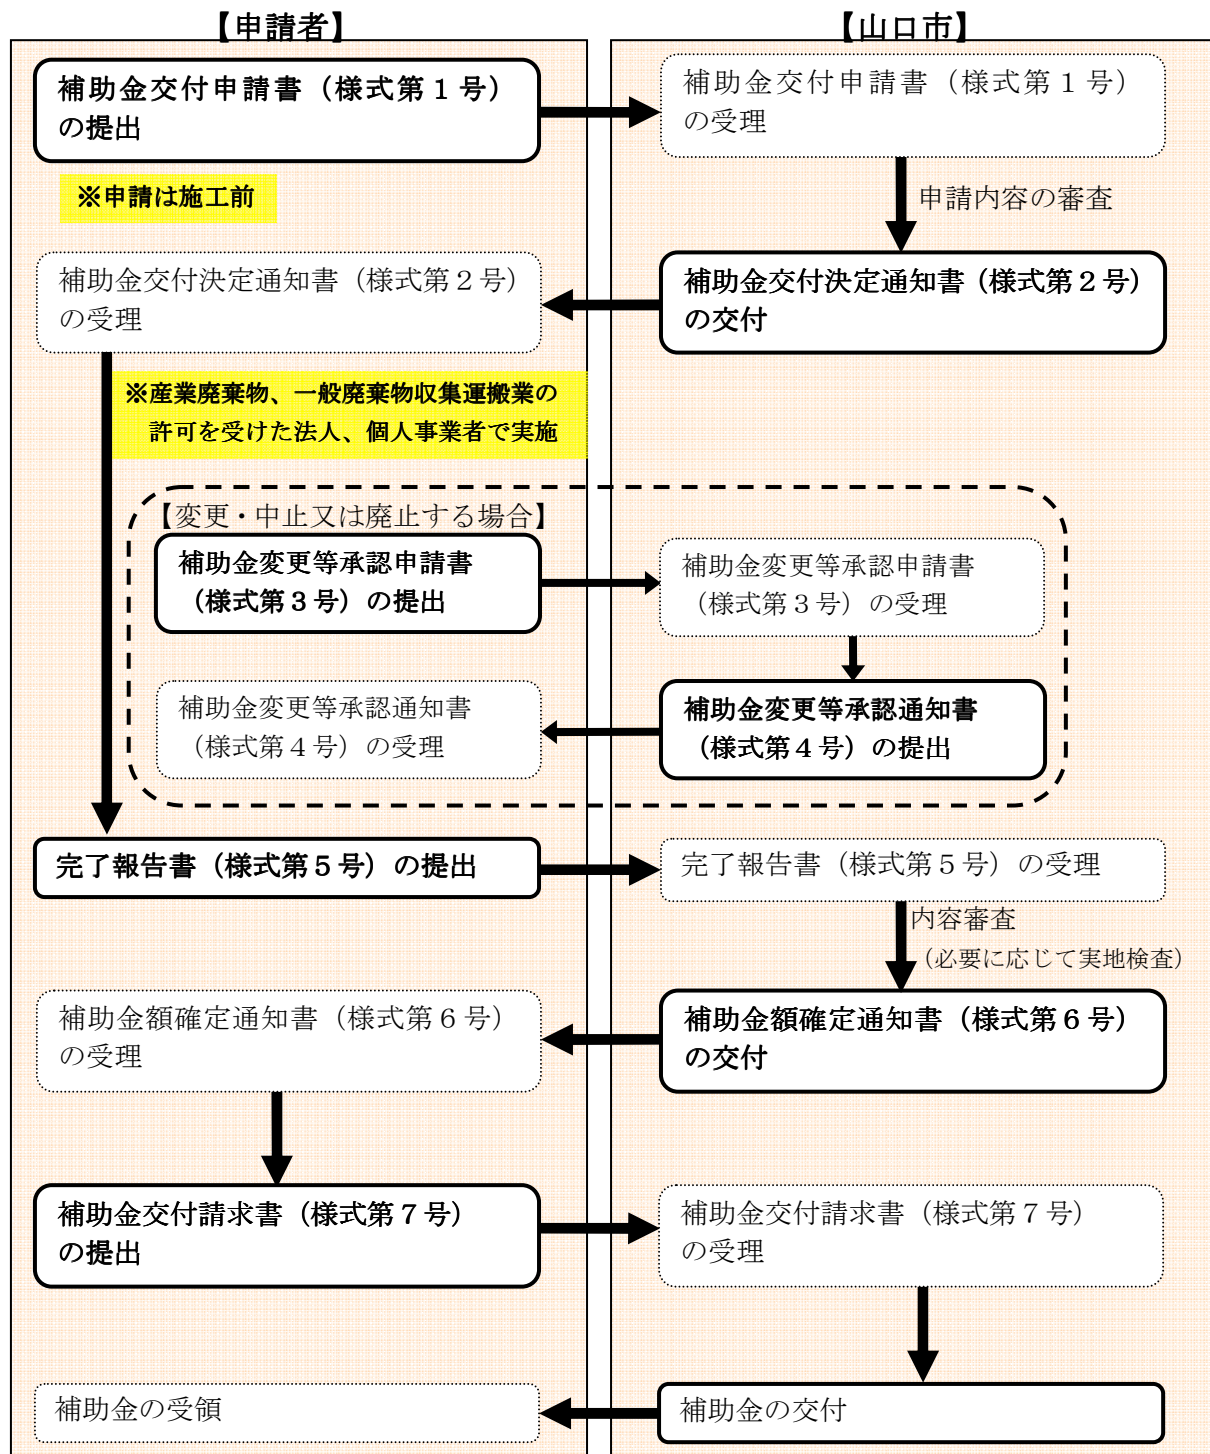 【申請者】
【山口市】
補助金交付申請書（様式第１号）
の提出
補助金交付申請書（様式第１号）
の受理
※申請は施工前
申請内容の審査
補助金交付決定通知書（様式第２号）
の交付
補助金交付決定通知書（様式第２号）
の受理
※産業廃棄物、一般廃棄物収集運搬業の
許可を受けた法人、個人事業者で実施
【変更・中止又は廃止する場合】
補助金変更等承認申請書
（様式第３号）の提出
補助金変更等承認申請書
（様式第３号）の受理
補助金変更等承認通知書
（様式第４号）の提出
補助金変更等承認通知書
（様式第４号）の受理
完了報告書（様式第５号）の提出
完了報告書（様式第５号）の受理
内容審査
（必要に応じて実地検査）
補助金額確定通知書（様式第６号）
の交付
補助金額確定通知書（様式第６号）
の受理
補助金交付請求書（様式第７号）
の提出
補助金交付請求書（様式第７号）
の受理
補助金の交付
補助金の受領